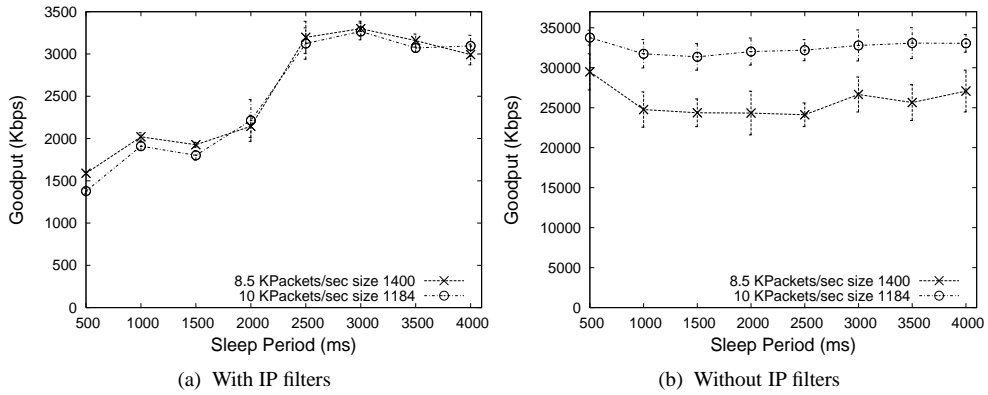 3500
3000
2500
2000
1500
1000
500
0
Goodput (Kbps)
8.5 KPackets/sec size 1400
10 KPackets/sec size 1184
500 1000 1500 2000 2500 3000 3500 4000
Sleep Period (ms)
(a) With IP filters
35000
30000
25000
20000
15000
10000
5000
0
Goodput (Kbps)
8.5 KPackets/sec size 1400
10 KPackets/sec size 1184
500 1000 1500 2000 2500 3000 3500 4000
Sleep Period (ms)
(b) Without IP filters